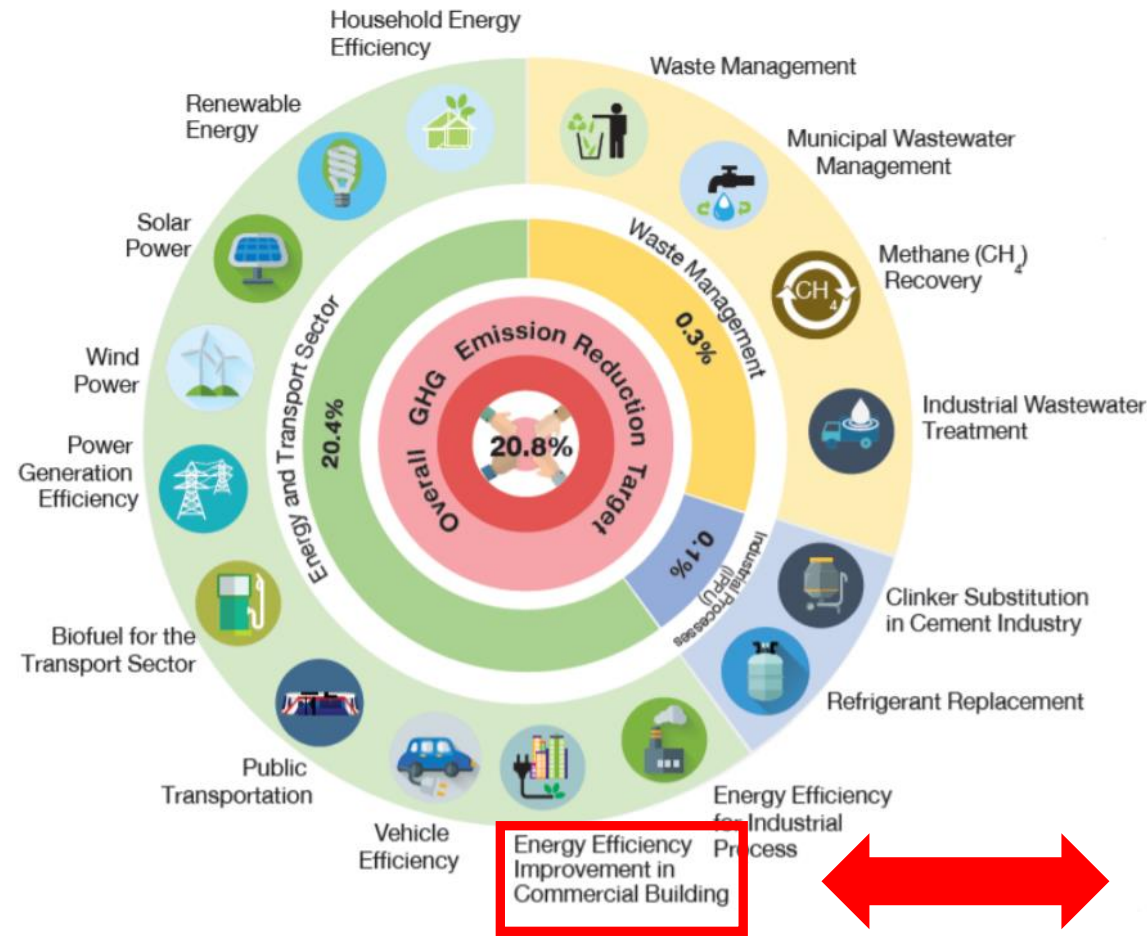 Household Energy
Efficiency
Waste Management
Renewable
Energy
Municipal Wastewater
Management
Solar
Power
Methane (CH4)
Recovery
CH4
Wind
Power
Industrial Wastewater
Treatment
Power
Generation
Efficiency
Clinker Substitution
in Cement Industry
Biofuel for the
Transport Sector
Refrigerant Replacement
Public
Transportation
Energy Efficiency
for Industrial
Process
Vehicle
Efficiency
Energy Efficiency
Improvement in
Commercial Building
Energy and Transport Sector
20.4%
Waste Management
0.3%
Industrial Processes
(IPPU)
0.1%
Overall GHG Emission Reduction Target
20.8%